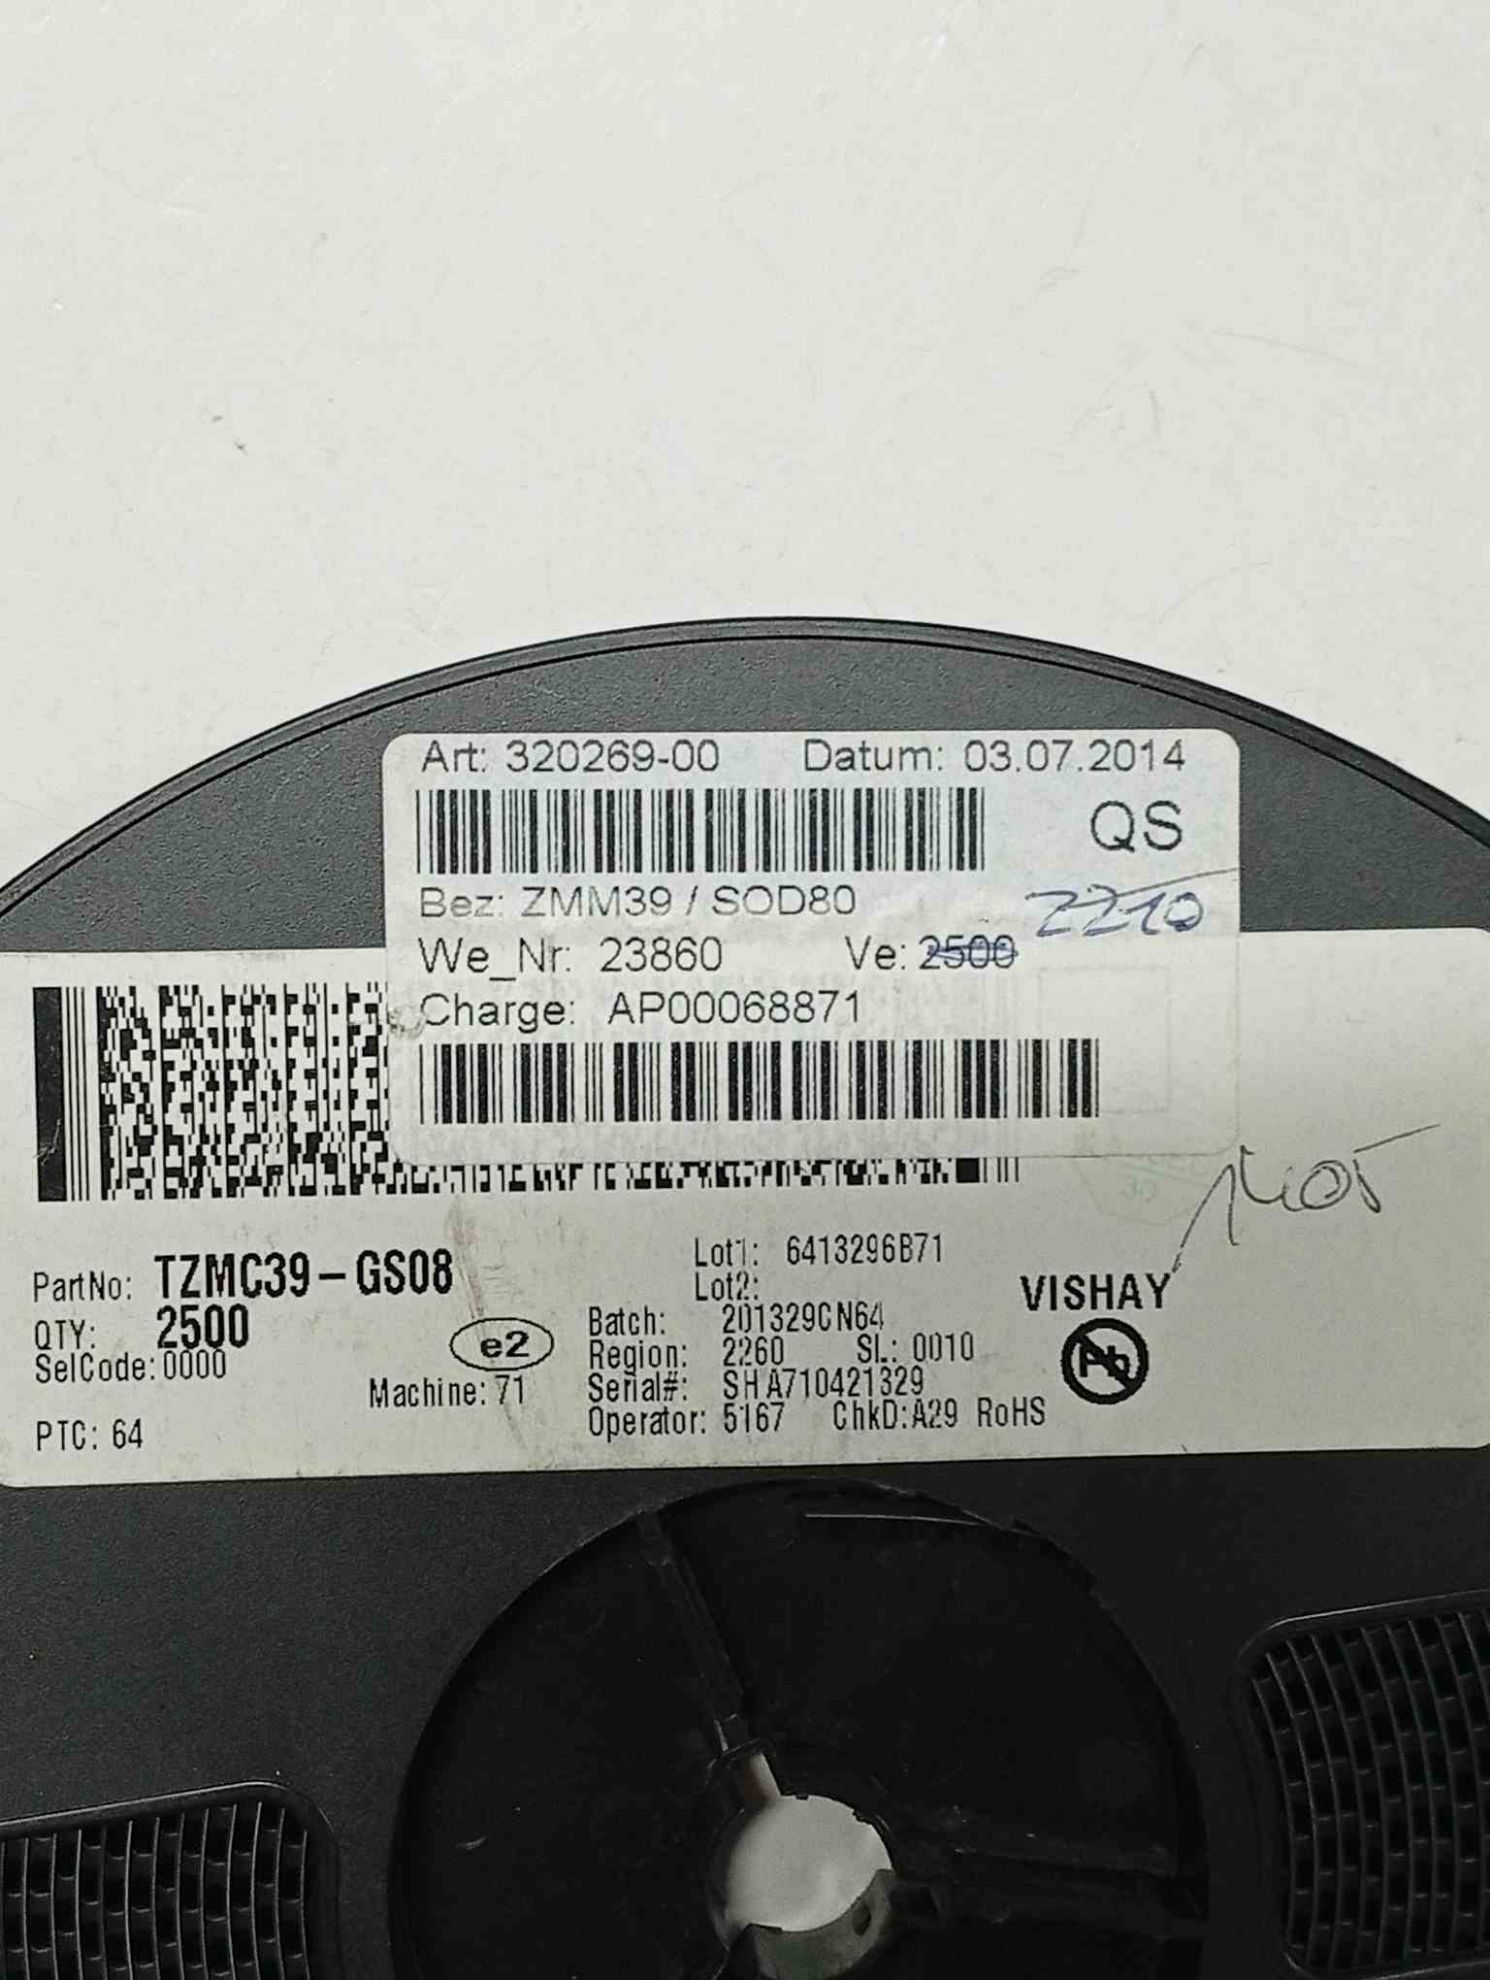 Art: 320269-00 Datum: 03.07.2014
QS
Bez: ZMM39 / SOD80
2210
We_Nr: 23860 Ve: 2500
Charge: AP00068871
1405
PartNo: TZMC39-GS08
QTY: 2500
SelCode: 0000
PTC: 64
e2
Machine: 71
Lot1: 6413296B71
Lot2:
Batch: 201329CN64
Region: 2260 SL: 0010
Serial#: SHA710421329
Operator: 5167 ChkD:A29 RoHS
VISHAY
Pb